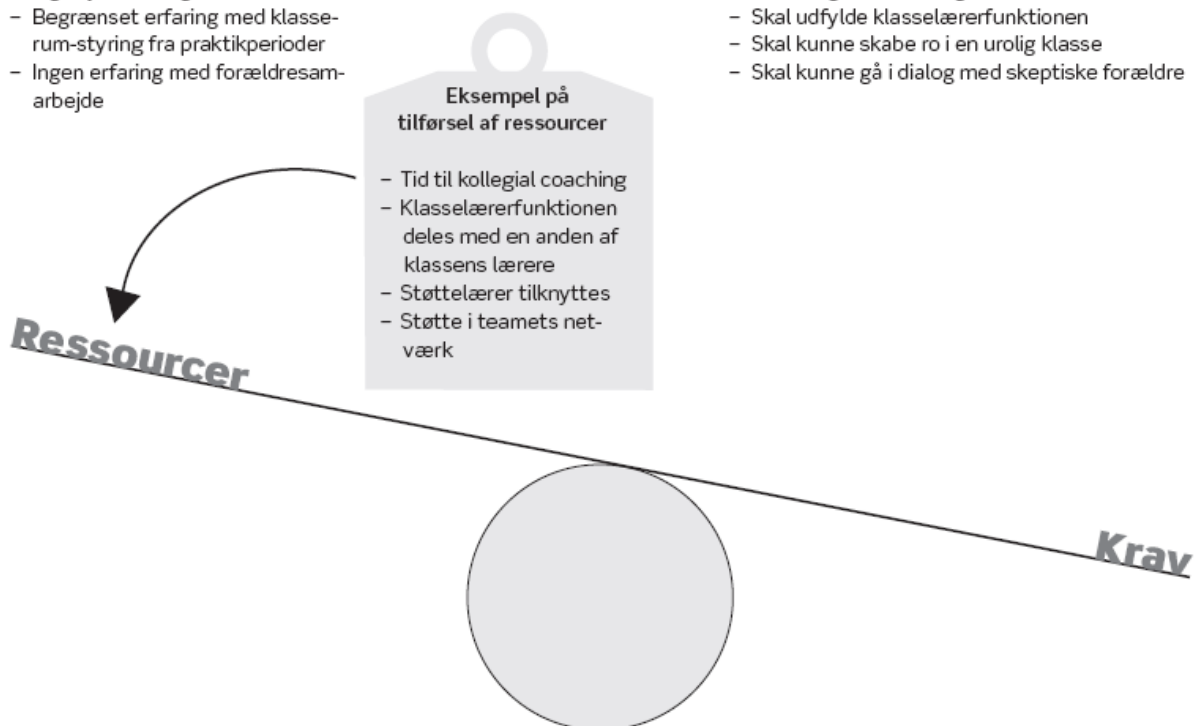 – Begrænset erfaring med klasse-
rum-styring fra praktikperioder
– Ingen erfaring med forældresam-
arbejde
– Skal udfylde klasselærerfunktionen
– Skal kunne skabe ro i en urolig klasse
– Skal kunne gå i dialog med skeptiske forældre
Eksempel på
tilførsel af ressourcer
– Tid til kollegial coaching
– Klasselærerfunktionen
deles med en anden af
klassens lærere
– Støttelærer tilknyttes
– Støtte i teamets net-
værk
Ressourcer
Krav